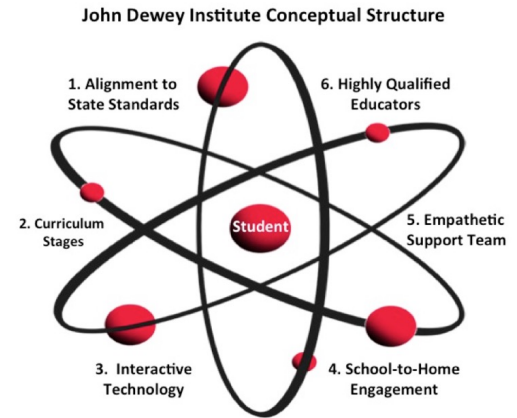 John Dewey Institute Conceptual Structure
1. Alignment to
State Standards
6. Highly Qualified
Educators
2. Curriculum
Stages
Student
5. Empathetic
Support Team
3. Interactive
Technology
4. School-to-Home
Engagement